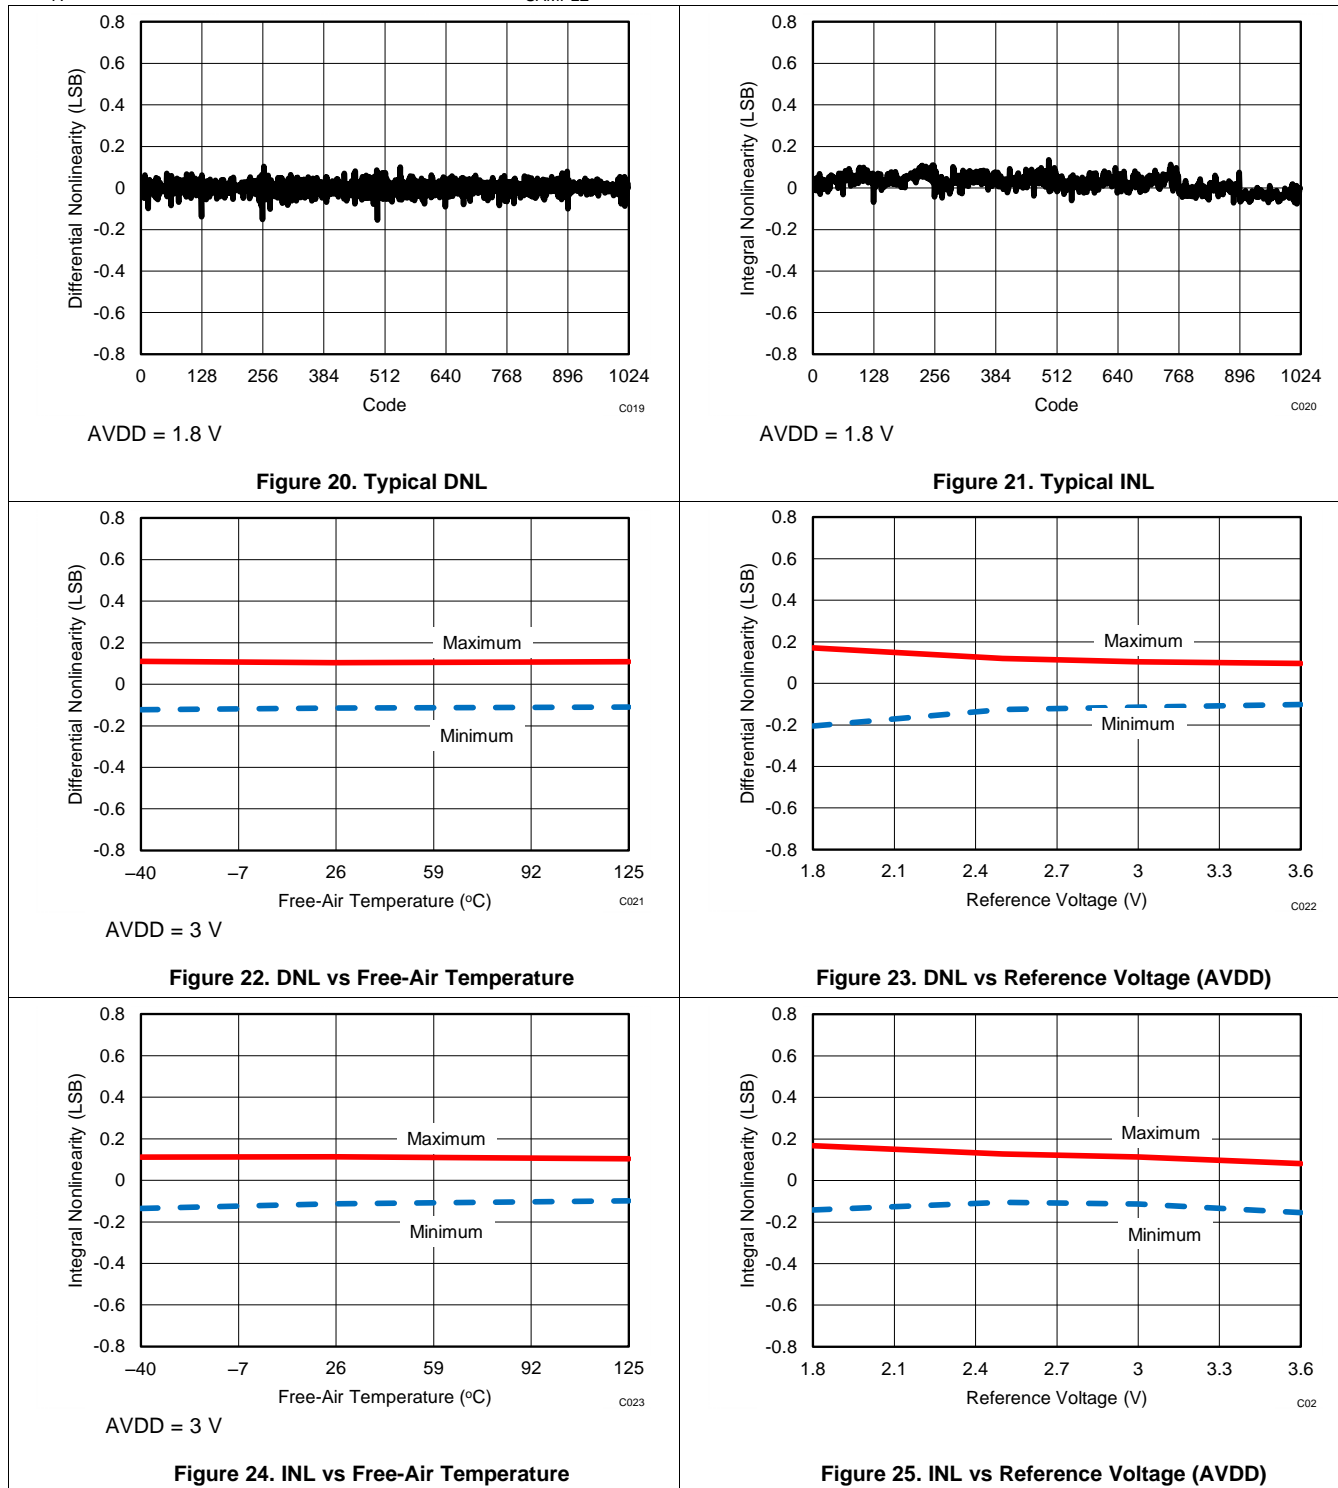 0.8
0.6
0.4
0.2
0
-0.2
-0.4
-0.6
-0.8
Differential Nonlinearity (LSB)
0 128 256 384 512 640 768 896 1024
Code
C019
AVDD = 1.8 V
Figure 20. Typical DNL
0.8
0.6
0.4
0.2
0
-0.2
-0.4
-0.6
-0.8
Integral Nonlinearity (LSB)
0 128 256 384 512 640 768 896 1024
Code
C020
AVDD = 1.8 V
Figure 21. Typical INL
0.8
0.6
0.4
0.2
0
-0.2
-0.4
-0.6
-0.8
Differential Nonlinearity (LSB)
Maximum
Minimum
–40 –7 26 59 92 125
Free-Air Temperature (ºC)
C021
AVDD = 3 V
Figure 22. DNL vs Free-Air Temperature
0.8
0.6
0.4
0.2
0
-0.2
-0.4
-0.6
-0.8
Differential Nonlinearity (LSB)
Maximum
Minimum
1.8 2.1 2.4 2.7 3 3.3 3.6
Reference Voltage (V)
C022
Figure 23. DNL vs Reference Voltage (AVDD)
0.8
0.6
0.4
0.2
0
-0.2
-0.4
-0.6
-0.8
Integral Nonlinearity (LSB)
Maximum
Minimum
–40 –7 26 59 92 125
Free-Air Temperature (ºC)
C023
AVDD = 3 V
Figure 24. INL vs Free-Air Temperature
0.8
0.6
0.4
0.2
0
-0.2
-0.4
-0.6
-0.8
Integral Nonlinearity (LSB)
Maximum
Minimum
1.8 2.1 2.4 2.7 3 3.3 3.6
Reference Voltage (V)
C02
Figure 25. INL vs Reference Voltage (AVDD)